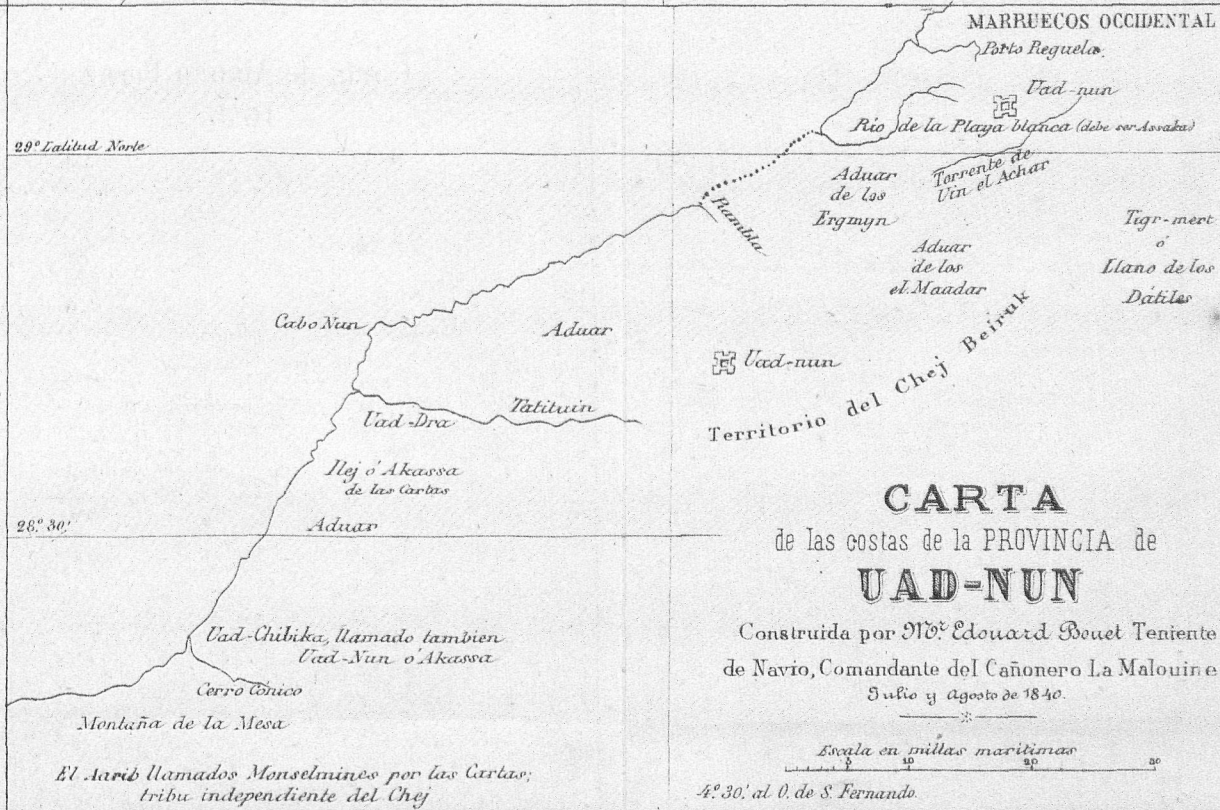 MARRUECOS OCCIDENTAL
Porto Reguela.
Uad-nun
Río de la Playa blanca (debe ser Assaka)
29º Latitud Norte
Torrente de
Uin el Achar
Aduar
de los
Ergmyn
Rambla
Tigr-mert
ó
Llano de los
Dátiles
Aduar
de los
el Maadar
Cabo Nun
Aduar
Uad-nun
Territorio del Chej Beiruk
Tatituin
Uad-Dra
Ilej ó Akassa
de las Cartas
28º 30'
Aduar
CARTA
de las costas de la PROVINCIA de
UAD-NUN
Construida por Mr. Edouard Bouet Teniente
de Navío, Comandante del Cañonero La Malouine
Julio y Agosto de 1840.
Uad-Chibika, llamado tambien
Uad-Nun ó Akassa
Cerro Cónico
Montaña de la Mesa
El Aarib llamados Monselmines por las Cartas;
tribu independiente del Chej
Escala en millas marítimas
5 10 20 30
4º 30' al O. de S. Fernando.